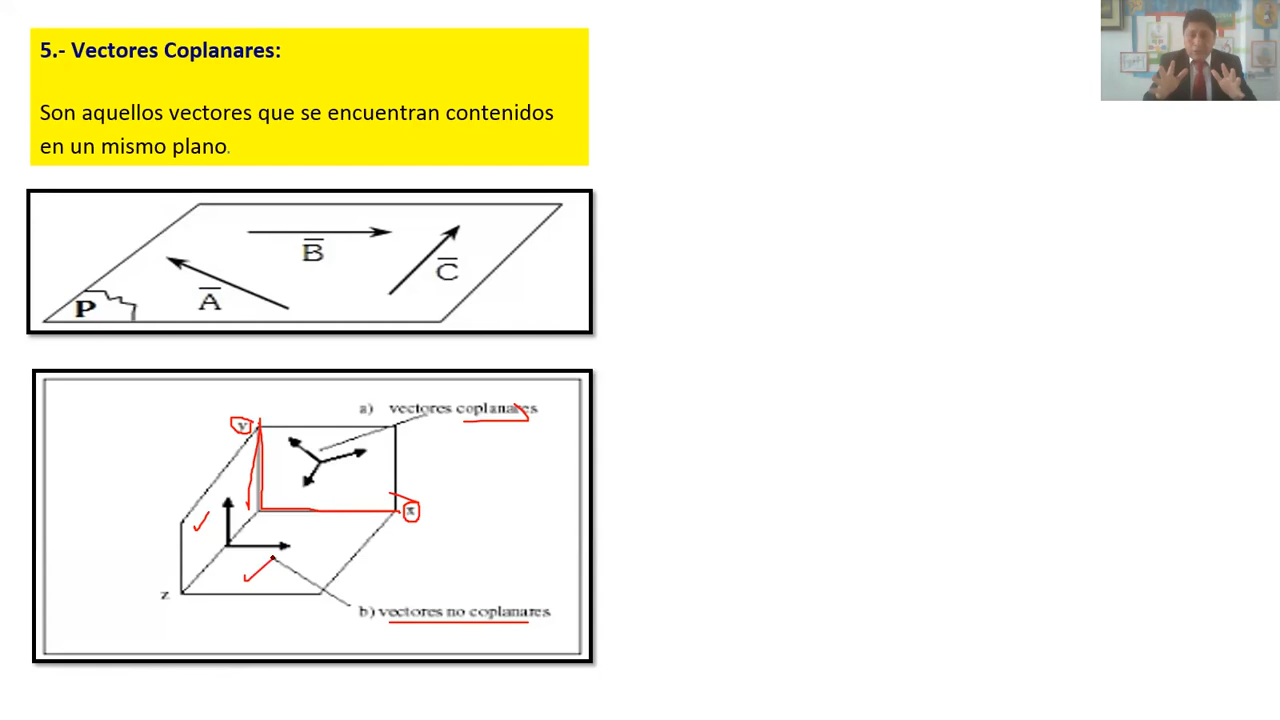 5.- Vectores Coplanares:
Son aquellos vectores que se encuentran contenidos
en un mismo plano.
B
C
A
P
a) vectores coplanares
y
x
z
b) vectores no coplanares